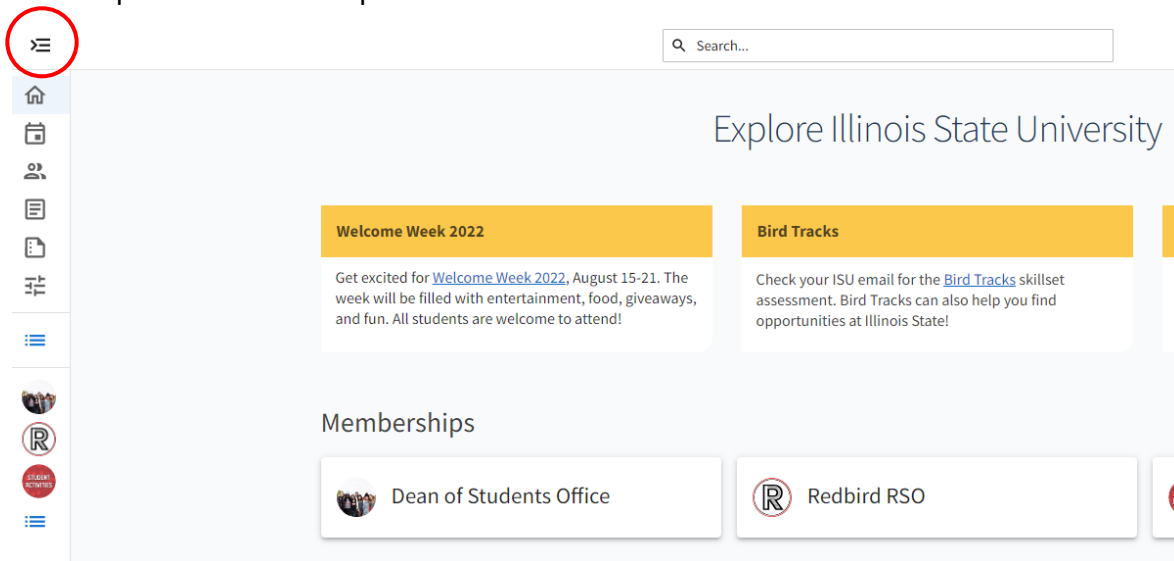 Search...
Explore Illinois State University
Welcome Week 2022
Bird Tracks
Get excited for Welcome Week 2022, August 15-21. The
week will be filled with entertainment, food, giveaways,
and fun. All students are welcome to attend!
Check your ISU email for the Bird Tracks skillset
assessment. Bird Tracks can also help you find
opportunities at Illinois State!
R
STUDENT
ACTIVITIES
Memberships
Dean of Students Office
R
Redbird RSO